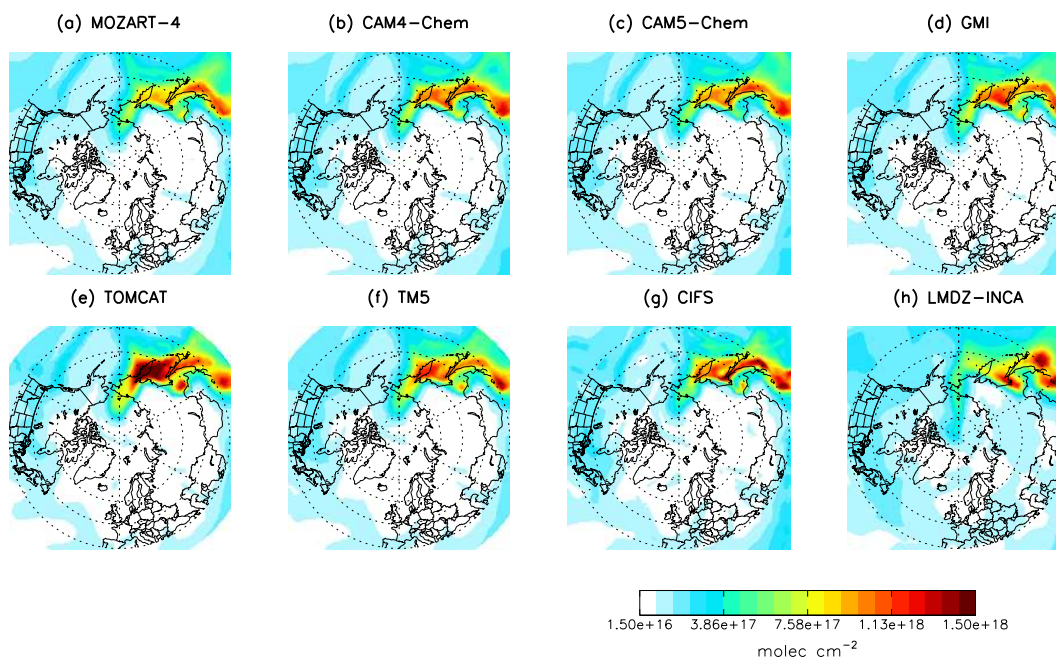 (a) MOZART-4
(b) CAM4-Chem
(c) CAM5-Chem
(d) GMI
(e) TOMCAT
(f) TM5
(g) CIFS
(h) LMDZ-INCA
1.50e+16 3.86e+17 7.58e+17 1.13e+18 1.50e+18
molec cm⁻²